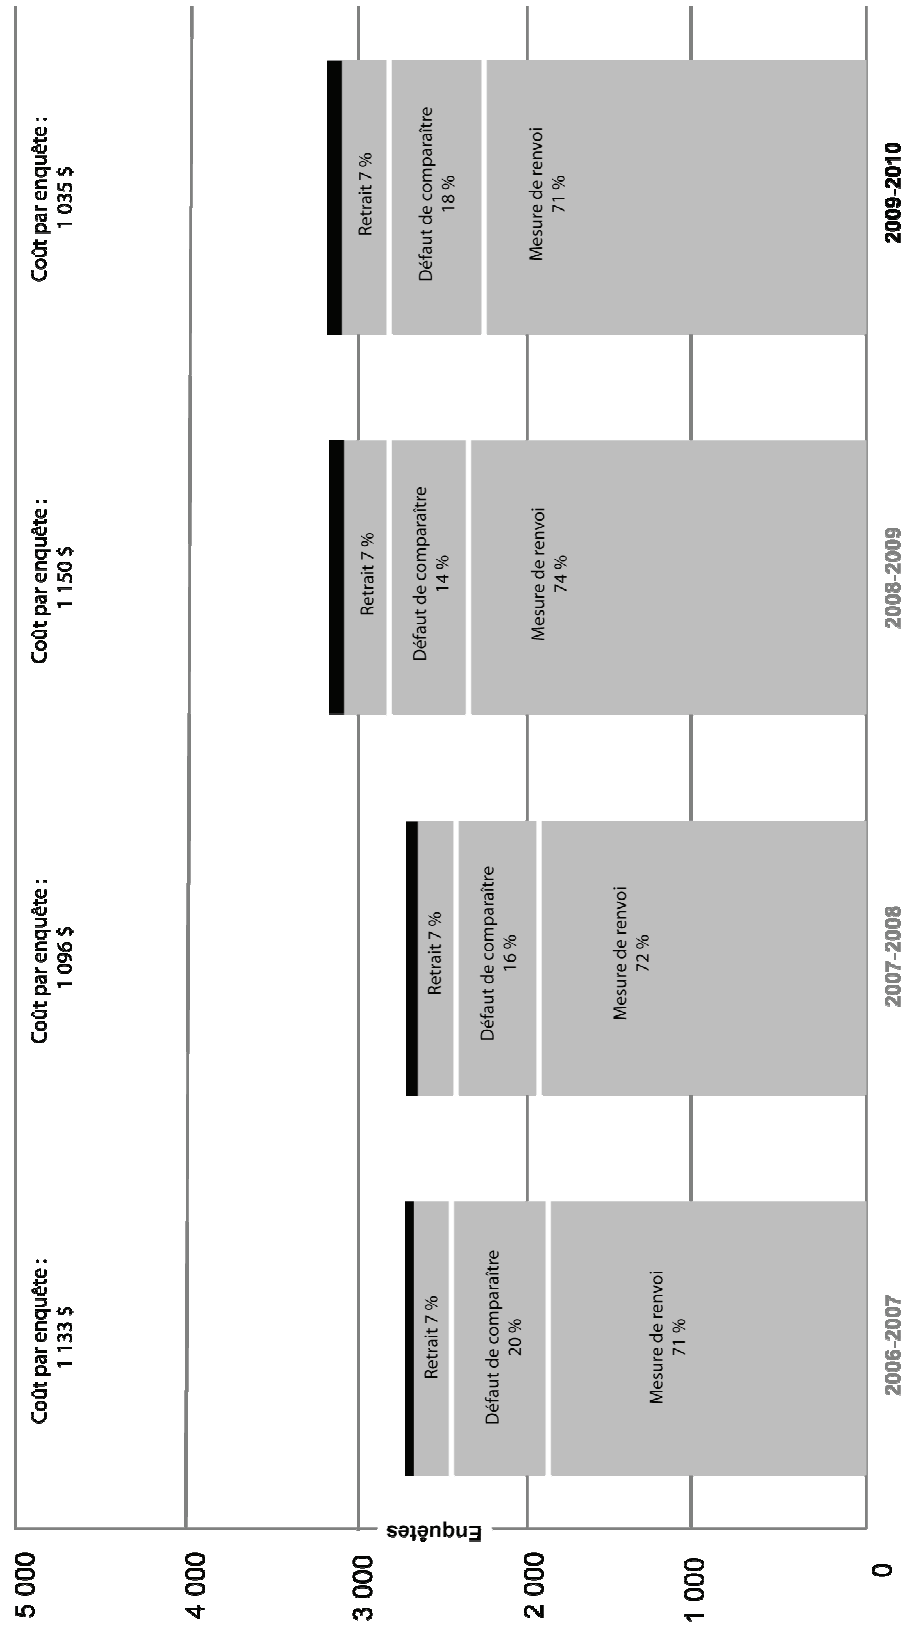 Coût par enquête :
1 133 $
Coût par enquête :
1 096 $
Coût par enquête :
1 150 $
Coût par enquête :
1 035 $
5 000
4 000
3 000
2 000
1 000
0
Enquêtes
Retrait 7 %
Défaut de comparaître
20 %
Mesure de renvoi
71 %
Retrait 7 %
Défaut de comparaître
16 %
Mesure de renvoi
72 %
Retrait 7 %
Défaut de comparaître
14 %
Mesure de renvoi
74 %
Retrait 7 %
Défaut de comparaître
18 %
Mesure de renvoi
71 %
2006-2007
2007-2008
2008-2009
2009-2010